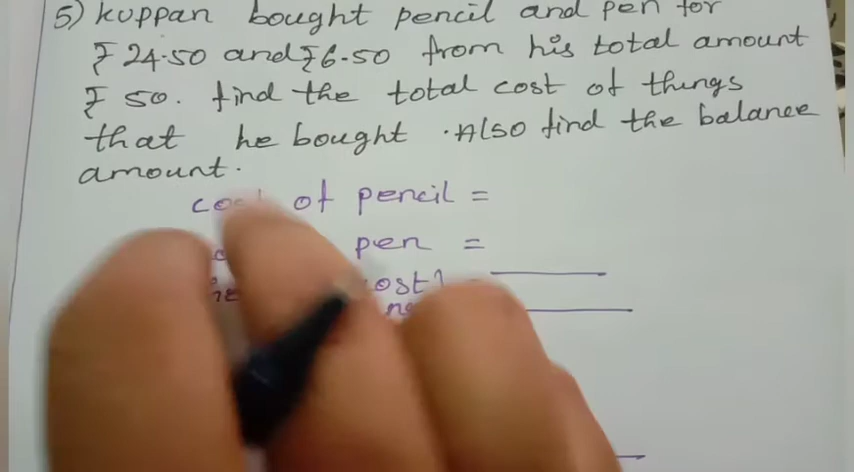 5) Kuppan bought pencil and pen for
₹ 24.50 and ₹ 6.50 from his total amount
₹ 50. find the total cost of things
that he bought. Also find the balance
amount.
of pencil =
pen =